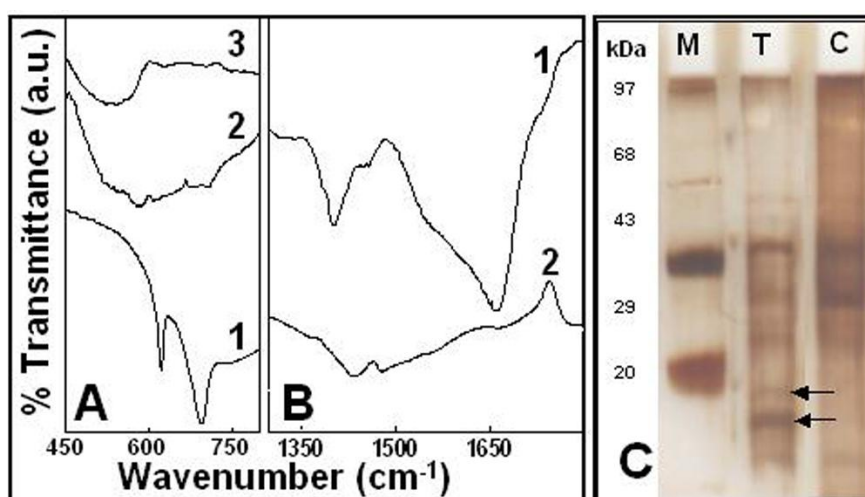 % Transmittance (a.u.)
3
2
1
A
450 600 750
1
2
B
1350 1500 1650
Wavenumber (cm-1)
kDa M T C
97
68
43
29
20
C